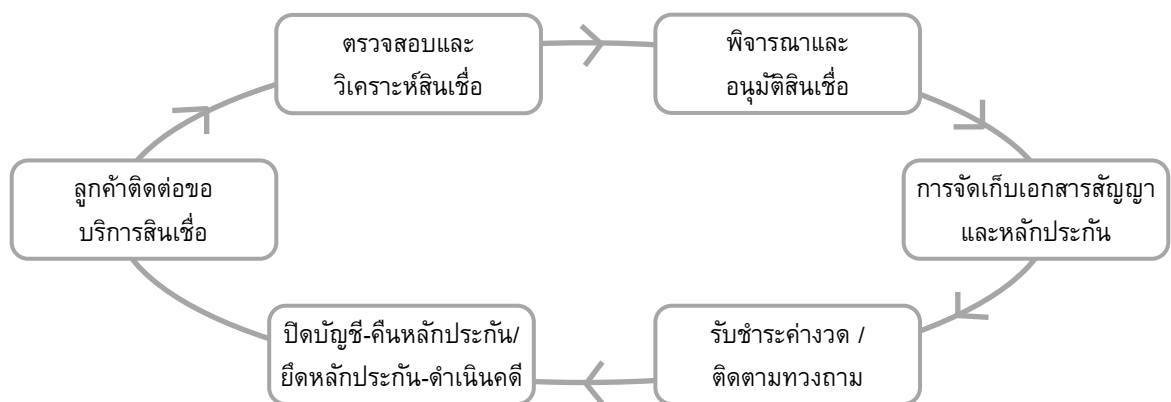 ตรวจสอบและ
วิเคราะห์สินเชื่อ
พิจารณาและ
อนุมัติสินเชื่อ
ลูกค้าติดต่อขอ
บริการสินเชื่อ
การจัดเก็บเอกสารสัญญา
และหลักประกัน
ปิดบัญชี-คืนหลักประกัน/
ยึดหลักประกัน-ดำเนินคดี
รับชำระค่างวด /
ติดตามทวงถาม